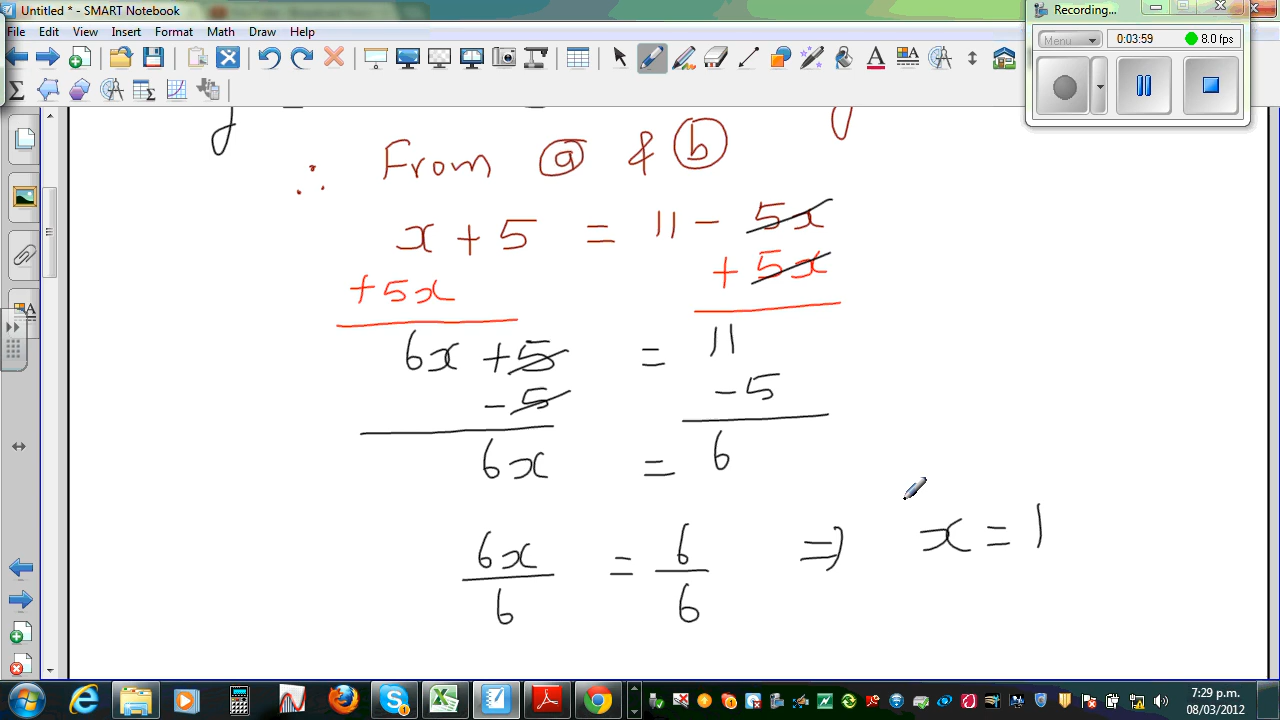 Untitled * - SMART Notebook
Recording...
File Edit View Insert Format Math Draw Help
Menu
0:03:59
8.0 fps
∴ From ⓐ & ⓑ
x + 5 = 11 - 5x
+ 5x + 5x
6x + 5 = 11
- 5 - 5
6x = 6
6x/6 = 6/6 ⇒ x = 1
7:29 p.m.
08/03/2012